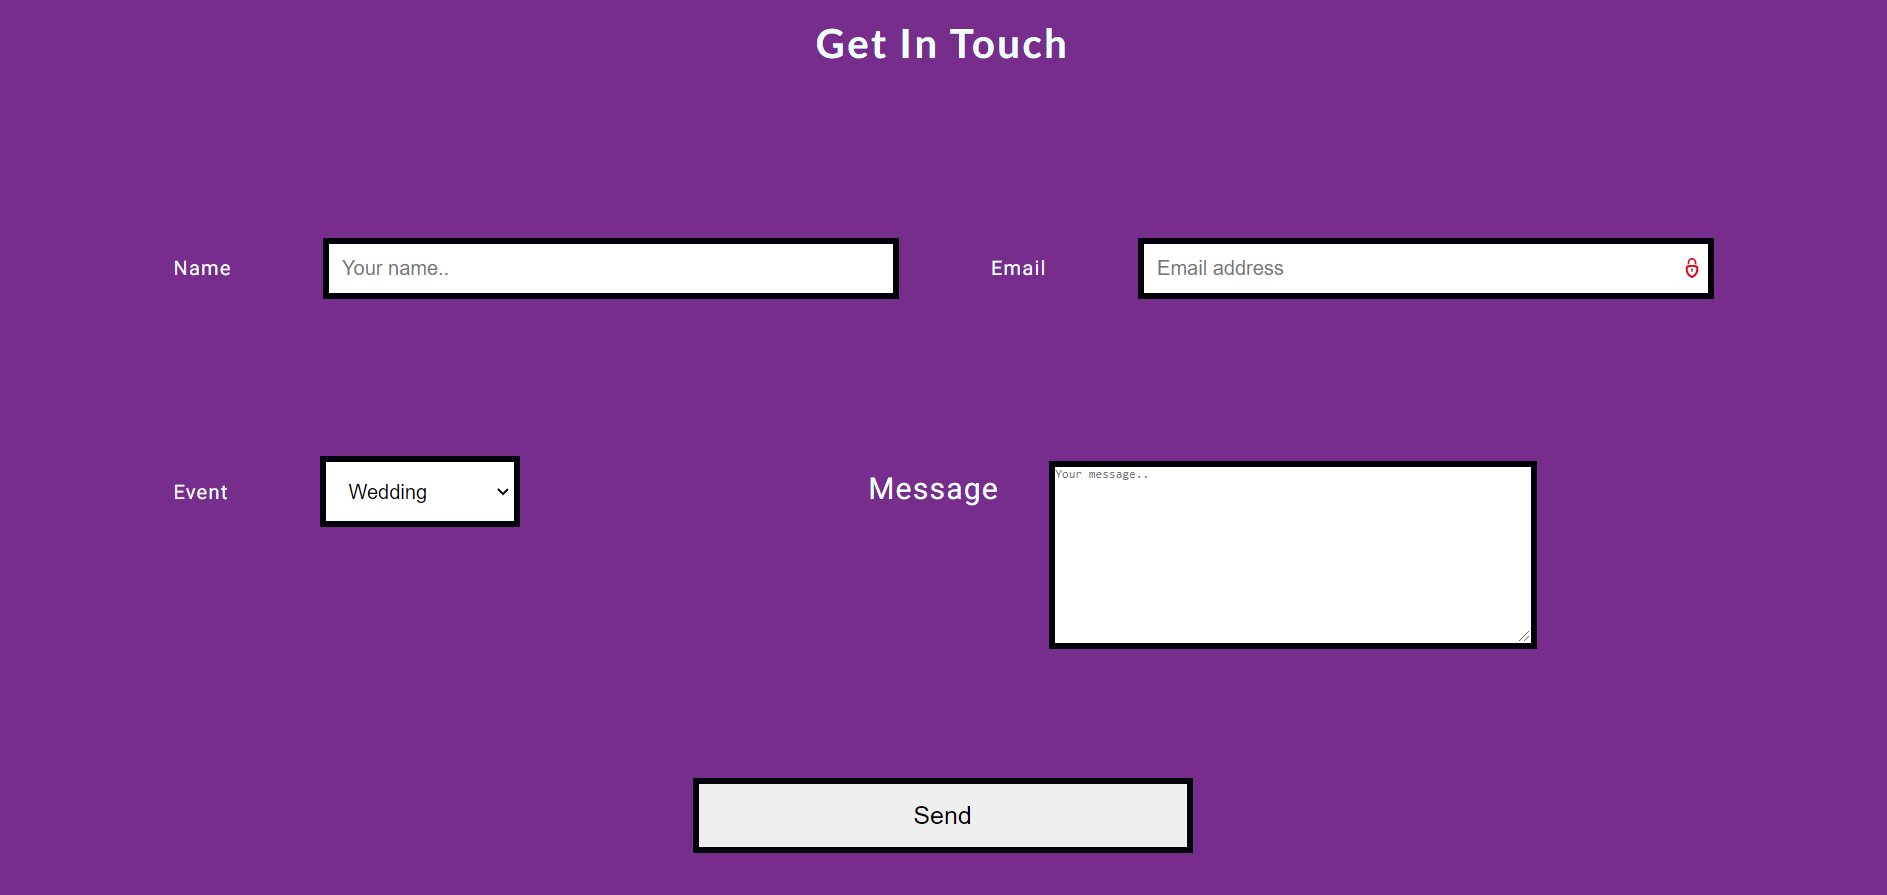 Get In Touch
Name
Your name..
Email
Email address
Event
Wedding
Message
Your message..
Send